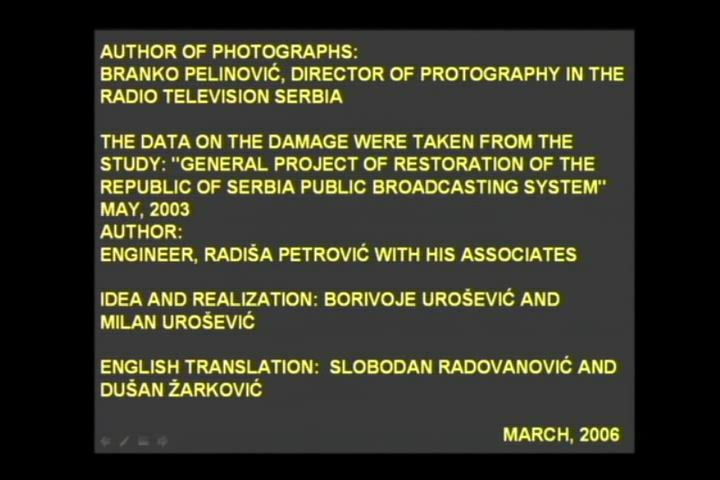 AUTHOR OF PHOTOGRAPHS:
BRANKO PELINOVIĆ, DIRECTOR OF PROTOGRAPHY IN THE
RADIO TELEVISION SERBIA
THE DATA ON THE DAMAGE WERE TAKEN FROM THE
STUDY: "GENERAL PROJECT OF RESTORATION OF THE
REPUBLIC OF SERBIA PUBLIC BROADCASTING SYSTEM"
MAY, 2003
AUTHOR:
ENGINEER, RADIŠA PETROVIĆ WITH HIS ASSOCIATES
IDEA AND REALIZATION: BORIVOJE UROŠEVIĆ AND
MILAN UROŠEVIĆ
ENGLISH TRANSLATION:  SLOBODAN RADOVANOVIĆ AND
DUŠAN ŽARKOVIĆ
MARCH, 2006